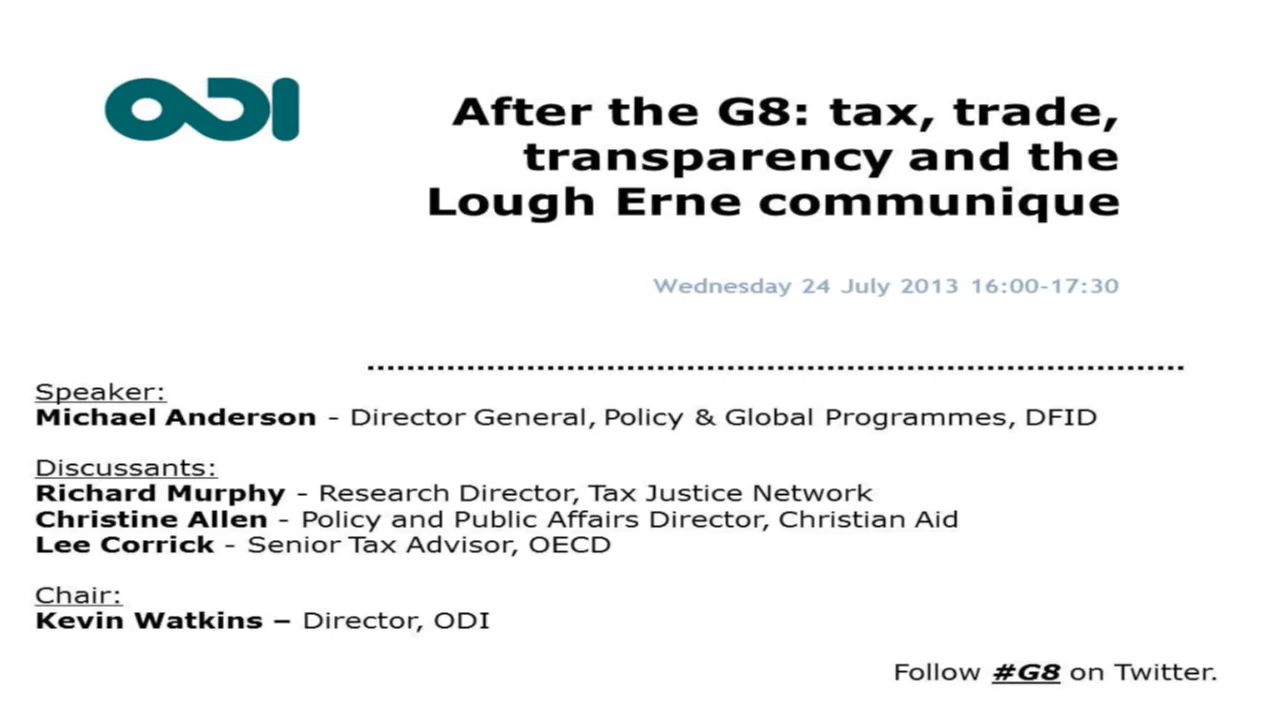 ODI
After the G8: tax, trade,
transparency and the
Lough Erne communique
Wednesday 24 July 2013 16:00-17:30
Speaker:
Michael Anderson - Director General, Policy & Global Programmes, DFID
Discussants:
Richard Murphy - Research Director, Tax Justice Network
Christine Allen - Policy and Public Affairs Director, Christian Aid
Lee Corrick - Senior Tax Advisor, OECD
Chair:
Kevin Watkins – Director, ODI
Follow #G8 on Twitter.